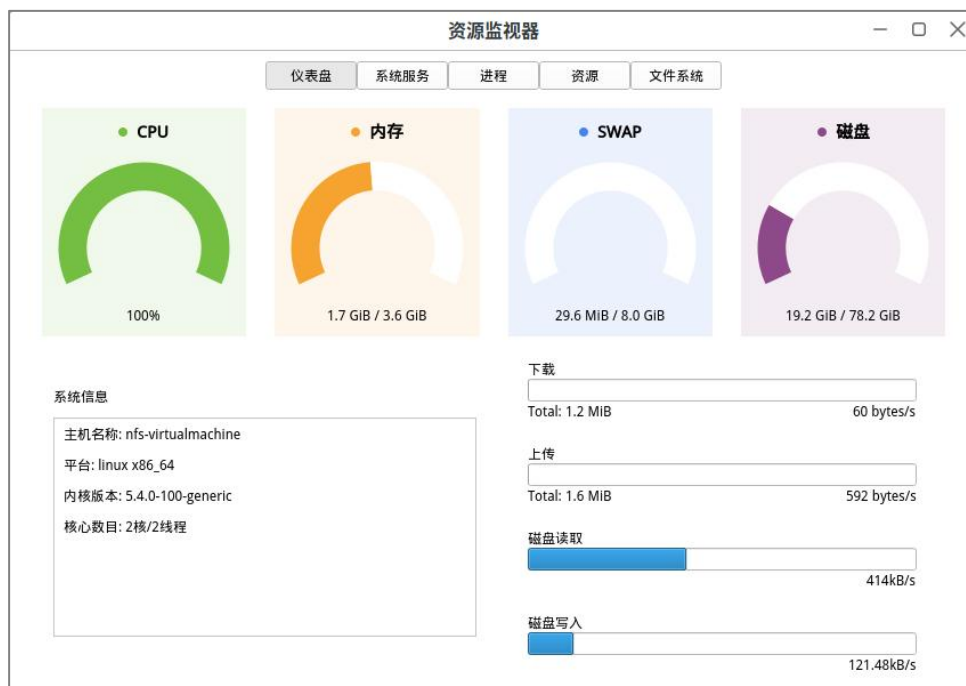 资源监视器
仪表盘 系统服务 进程 资源 文件系统
CPU 内存 SWAP 磁盘
100% 1.7 GiB / 3.6 GiB 29.6 MiB / 8.0 GiB 19.2 GiB / 78.2 GiB
系统信息
主机名称: nfs-virtualmachine
平台: linux x86_64
内核版本: 5.4.0-100-generic
核心数目: 2核/2线程
下载
Total: 1.2 MiB 60 bytes/s
上传
Total: 1.6 MiB 592 bytes/s
磁盘读取
414kB/s
磁盘写入
121.48kB/s